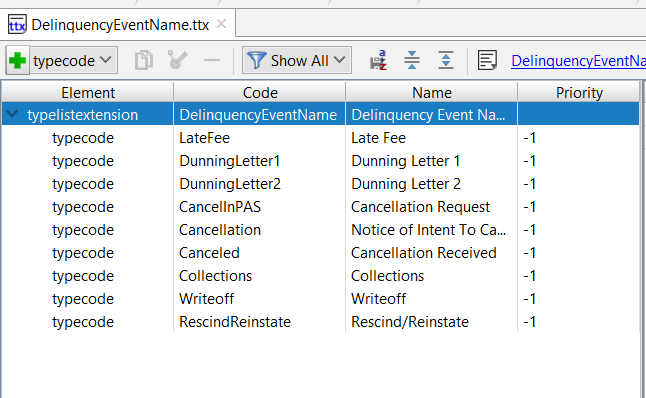 ttx DelinquencyEventName.ttx
typecode Show All DelinquencyEventNa
Element Code Name Priority
typelistextension DelinquencyEventName Delinquency Event Na...
typecode LateFee Late Fee -1
typecode DunningLetter1 Dunning Letter 1 -1
typecode DunningLetter2 Dunning Letter 2 -1
typecode CancelInPAS Cancellation Request -1
typecode Cancellation Notice of Intent To Ca... -1
typecode Canceled Cancellation Received -1
typecode Collections Collections -1
typecode Writeoff Writeoff -1
typecode RescindReinstate Rescind/Reinstate -1